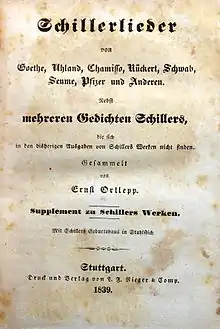 Schillerlieder
von
Goethe, Uhland, Chamisso, Rückert, Schwab,
Seume, Pfizer und Anderen.
Nebst
mehreren Gedichten Schillers,
die sich
in den bisherigen Ausgaben von Schillers Werken nicht finden.
Gesammelt
von
Ernst Ortlepp.
Supplement zu Schillers Werken.
Mit Schillers Geburtshaus in Stahlstich.
Stuttgart.
Druck und Verlag von L. F. Rieger & Comp.
1839.